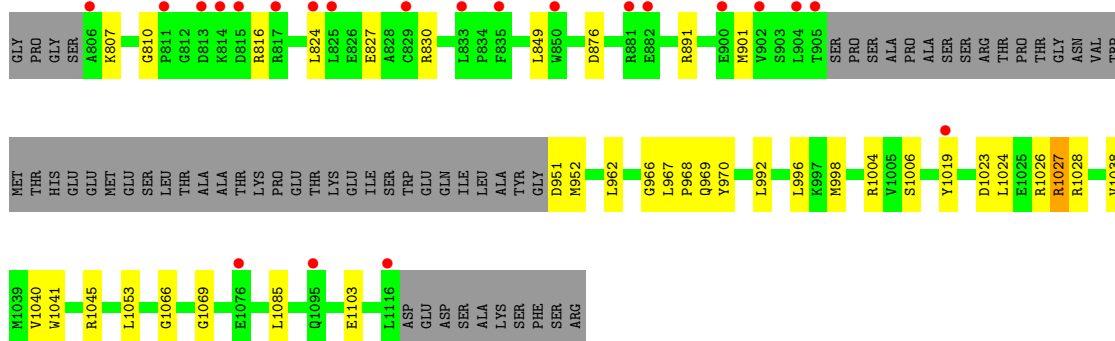 GLY PRO GLY SER A806 K807 G810 P811 G812 D813 K814 D815 R816 R817 L824 L825 E826 E827 A828 C829 R830 L833 P834 F835 L849 W850 D876 R881 E882 R891 E900 M901 V902 S903 L904 T905 SER PRO SER ALA PRO ALA SER SER ARG THR PRO THR GLY ASN VAL TRP
MET THR HIS GLU GLU MET GLU SER LEU THR ALA ALA THR LYS PRO GLU THR LYS GLU ILE SER TRP GLU GLN ILE LEU ALA TYR GLY D951 M952 L962 G966 L967 P968 Q969 Y970 L992 L996 K997 M998 R1004 V1005 S1006 Y1019 D1023 L1024 E1025 R1026 R1027 R1028 V1038
M1039 V1040 W1041 R1045 L1053 G1066 G1069 E1076 L1085 Q1095 E1103 L1116 ASP GLU ASP SER ALA LYS SER PHE SER ARG